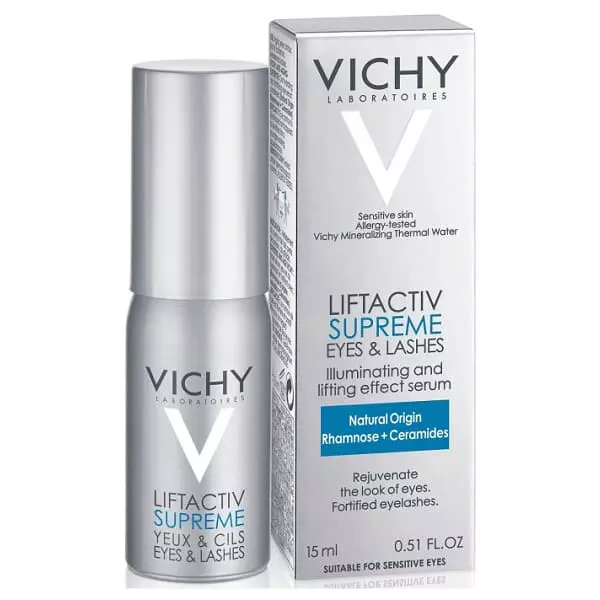 VICHY
LABORATOIRES
LIFTACTIV
SUPREME
YEUX & CILS
EYES & LASHES
VICHY
LABORATOIRES
Sensitive skin
Allergy-tested
Vichy Mineralizing Thermal Water
LIFTACTIV
SUPREME
EYES & LASHES
Illuminating and
lifting effect serum
Natural Origin
Rhamnose + Ceramides
Rejuvenate
the look of eyes.
Fortified eyelashes.
15 ml 0.51 FL.OZ
SUITABLE FOR SENSITIVE EYES